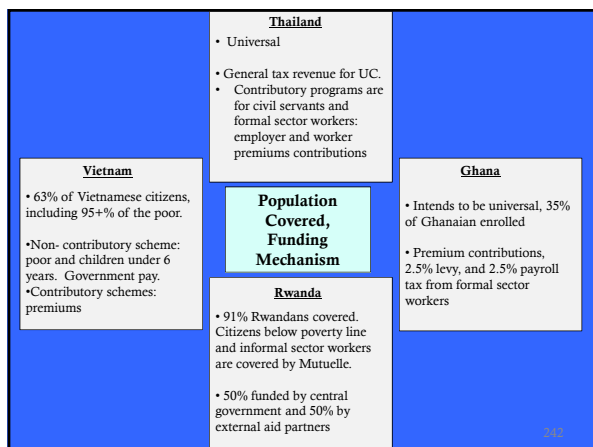 Thailand
• Universal
• General tax revenue for UC.
• Contributory programs are
for civil servants and
formal sector workers:
employer and worker
premiums contributions
Vietnam
• 63% of Vietnamese citizens,
including 95+% of the poor.
•Non- contributory scheme:
poor and children under 6
years. Government pay.
•Contributory schemes:
premiums
Population
Covered,
Funding
Mechanism
Ghana
• Intends to be universal, 35%
of Ghanaian enrolled
• Premium contributions,
2.5% levy, and 2.5% payroll
tax from formal sector
workers
Rwanda
• 91% Rwandans covered.
Citizens below poverty line
and informal sector workers
are covered by Mutuelle.
• 50% funded by central
government and 50% by
external aid partners
242